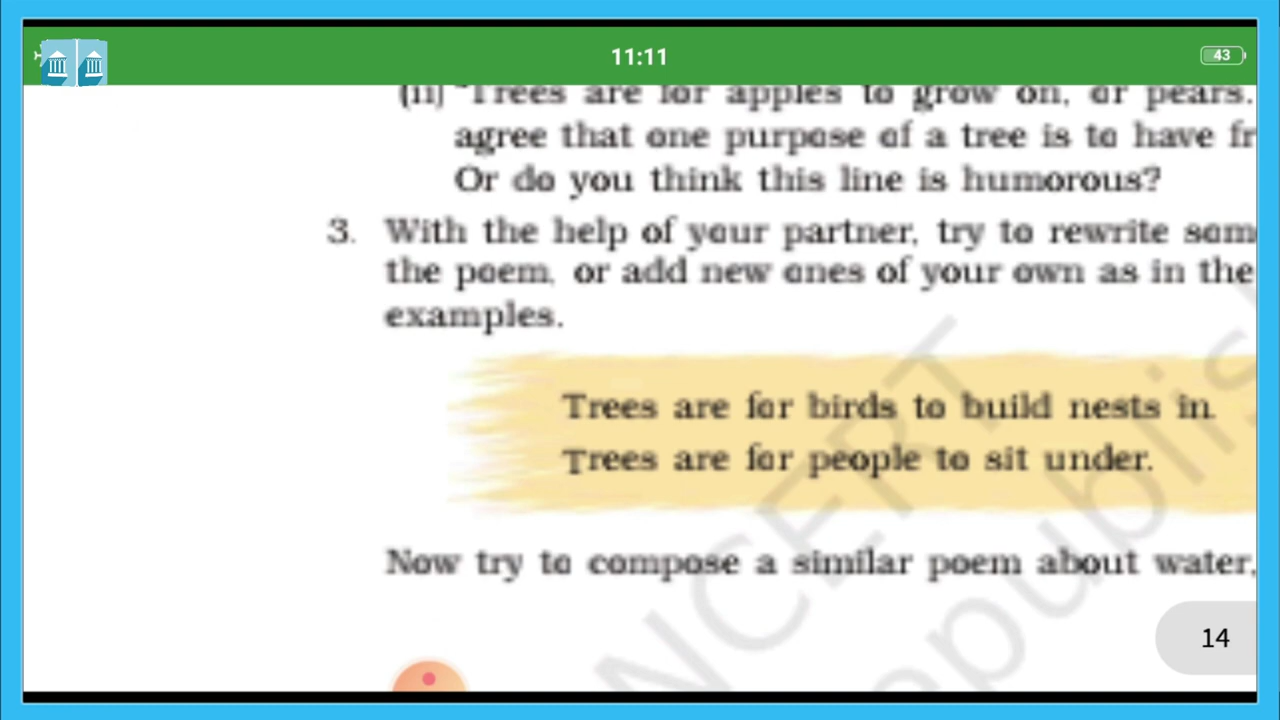 11:11
43
(ii) "Trees are for apples to grow on, or pears.
agree that one purpose of a tree is to have fr
Or do you think this line is humorous?
3. With the help of your partner, try to rewrite som
the poem, or add new ones of your own as in the
examples.
Trees are for birds to build nests in.
Trees are for people to sit under.
Now try to compose a similar poem about water,
14
NCERT
republis